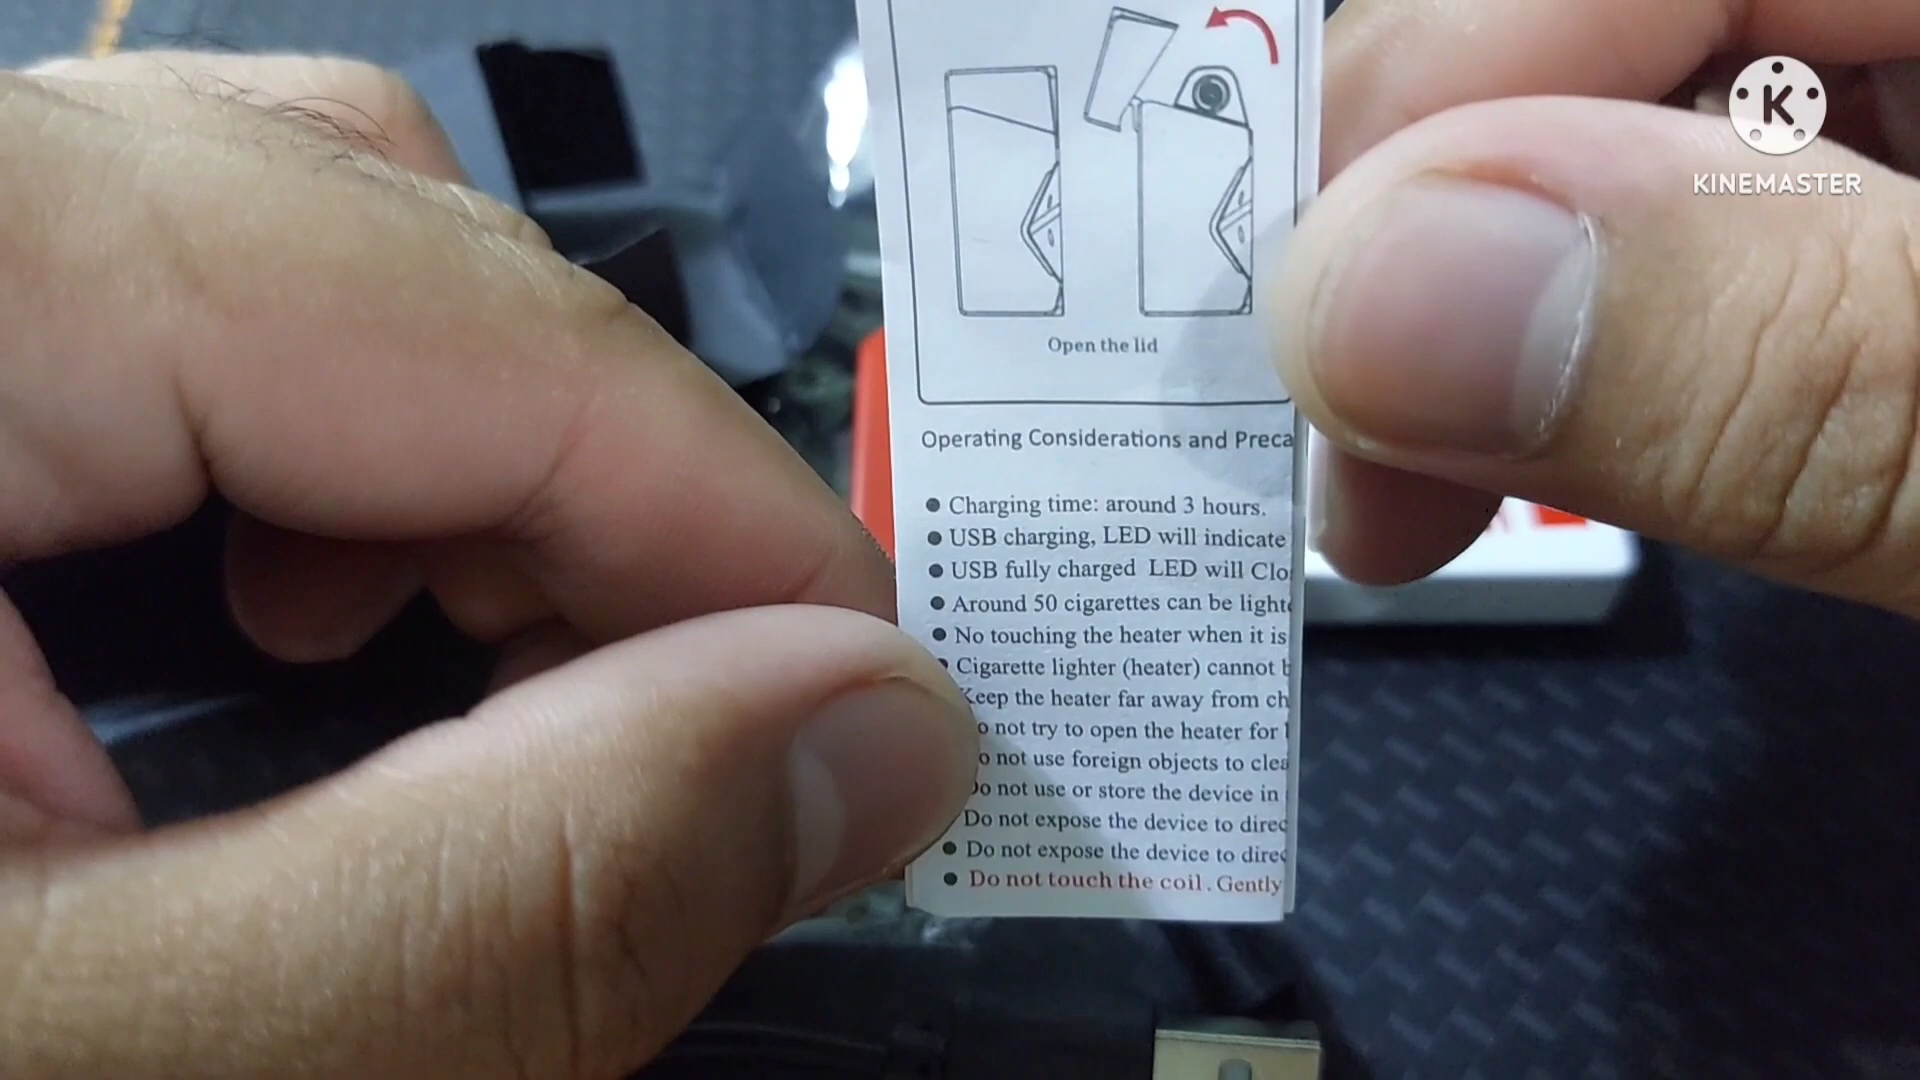 KINEMASTER
Open the lid
Operating Considerations and Preca
Charging time: around 3 hours.
USB charging, LED will indicate
USB fully charged LED will Clo
Around 50 cigarettes can be light
No touching the heater when it is
Cigarette lighter (heater) cannot b
Keep the heater far away from ch
o not try to open the heater for
o not use foreign objects to clea
Do not use or store the device in
Do not expose the device to direc
Do not expose the device to direc
Do not touch the coil. Gently